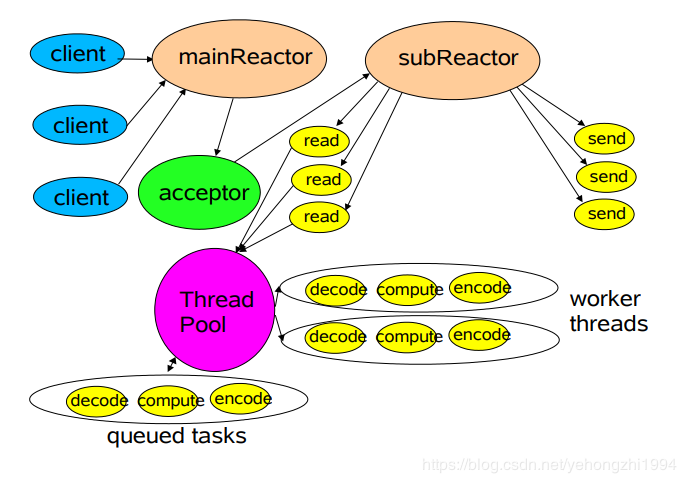 client
mainReactor
subReactor
client
read
send
client
acceptor
read
send
read
send
Thread
Pool
decode compute encode
worker
threads
decode compute encode
decode compute encode
queued tasks
https://blog.csdn.net/yehongzhi1994